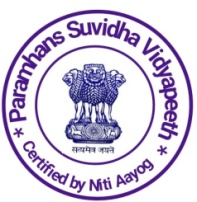 Paramhans Suvidha Vidyapeeth
सत्यमेव जयते
* Certified by Niti Aayog *